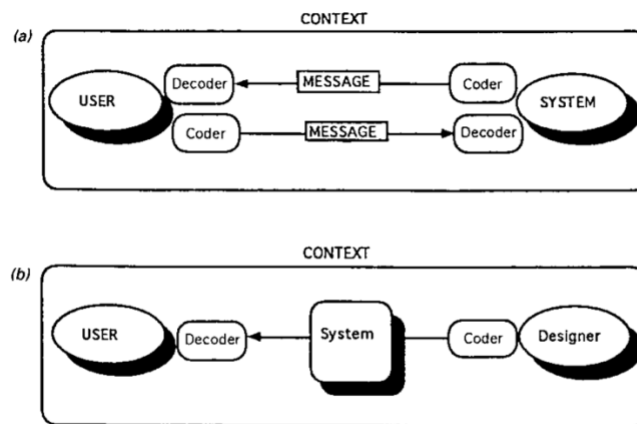 CONTEXT
(a)
Decoder MESSAGE Coder
USER SYSTEM
Coder MESSAGE Decoder
CONTEXT
(b)
USER Decoder System Coder Designer